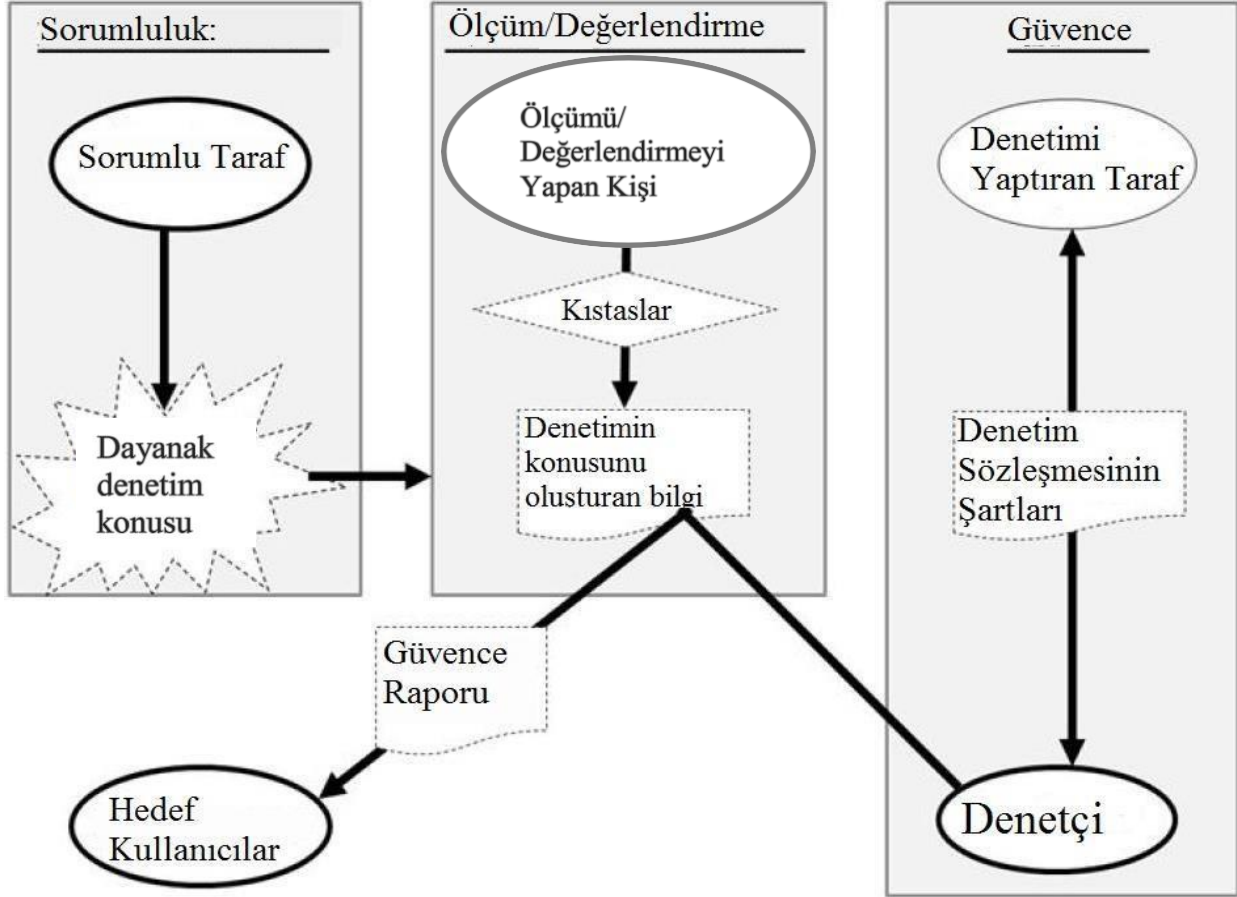 Sorumluluk:
Sorumlu Taraf
Dayanak
denetim
konusu
Ölçüm/Değerlendirme
Ölçümü/
Değerlendirmeyi
Yapan Kişi
Kıstaslar
Denetimin
konusunu
olusturan bilgi
Güvence
Denetimi
Yaptıran Taraf
Denetim
Sözleşmesinin
Şartları
Denetçi
Güvence
Raporu
Hedef
Kullanıcılar